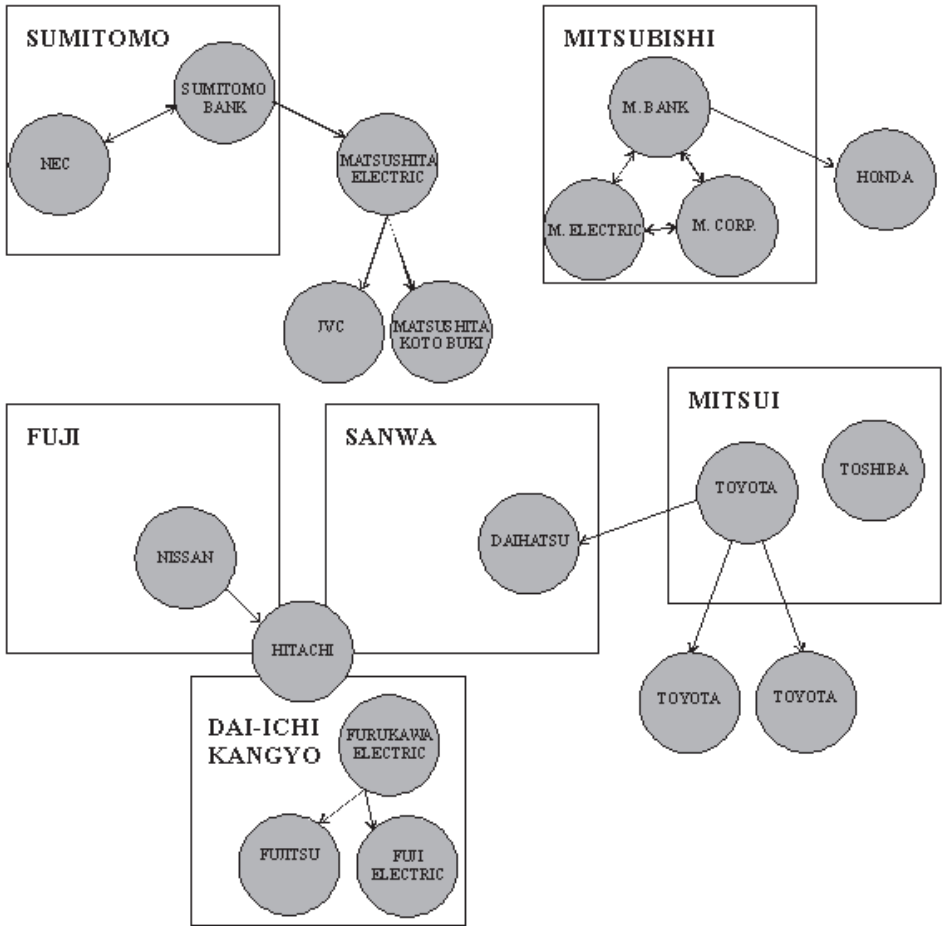 SUMITOMO
SUMITOMO
BANK
NEC
MATSUSHITA
ELECTRIC
JVC
MATSUSHITA
KOTO BUKI
MITSUBISHI
M. BANK
M. ELECTRIC
M. CORP.
HONDA
FUJI
NISSAN
HITACHI
SANWA
DAIHATSU
MITSUI
TOYOTA
TOSHIBA
TOYOTA
TOYOTA
DAI-ICHI
KANGYO
FURUKAWA
ELECTRIC
FUJITSU
FUJI
ELECTRIC